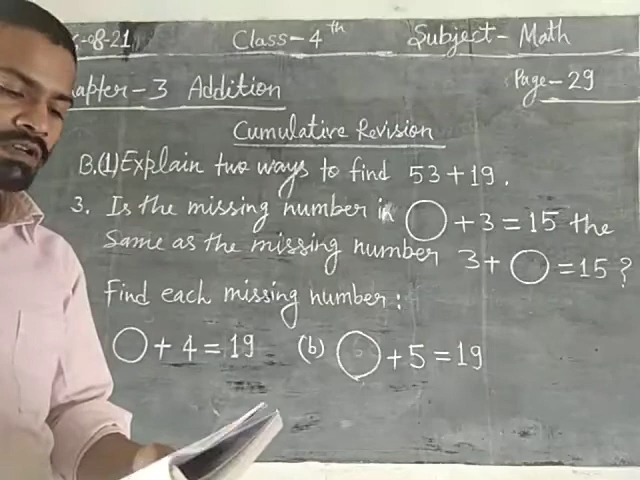 -08-21 Class-4th Subject-Math
apter-3 Addition Page-29
Cumulative Revision
B.(1) Explain two ways to find 53+19.
3. Is the missing number in ◯ + 3 = 15 the
Same as the missing number 3+ ◯ = 15 ?
Find each missing number:
◯ + 4 = 19 (b) ◯ + 5 = 19